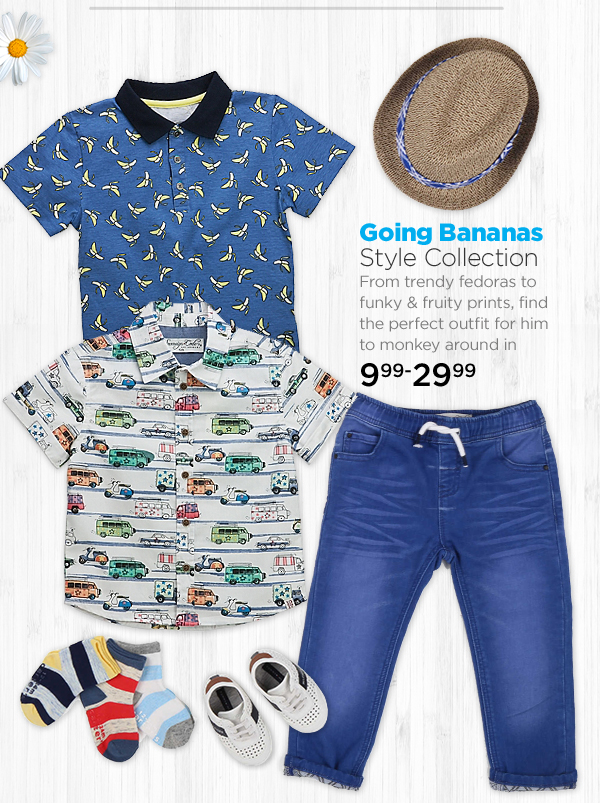 Going Bananas
Style Collection
From trendy fedoras to
funky & fruity prints, find
the perfect outfit for him
to monkey around in
9⁹⁹-29⁹⁹